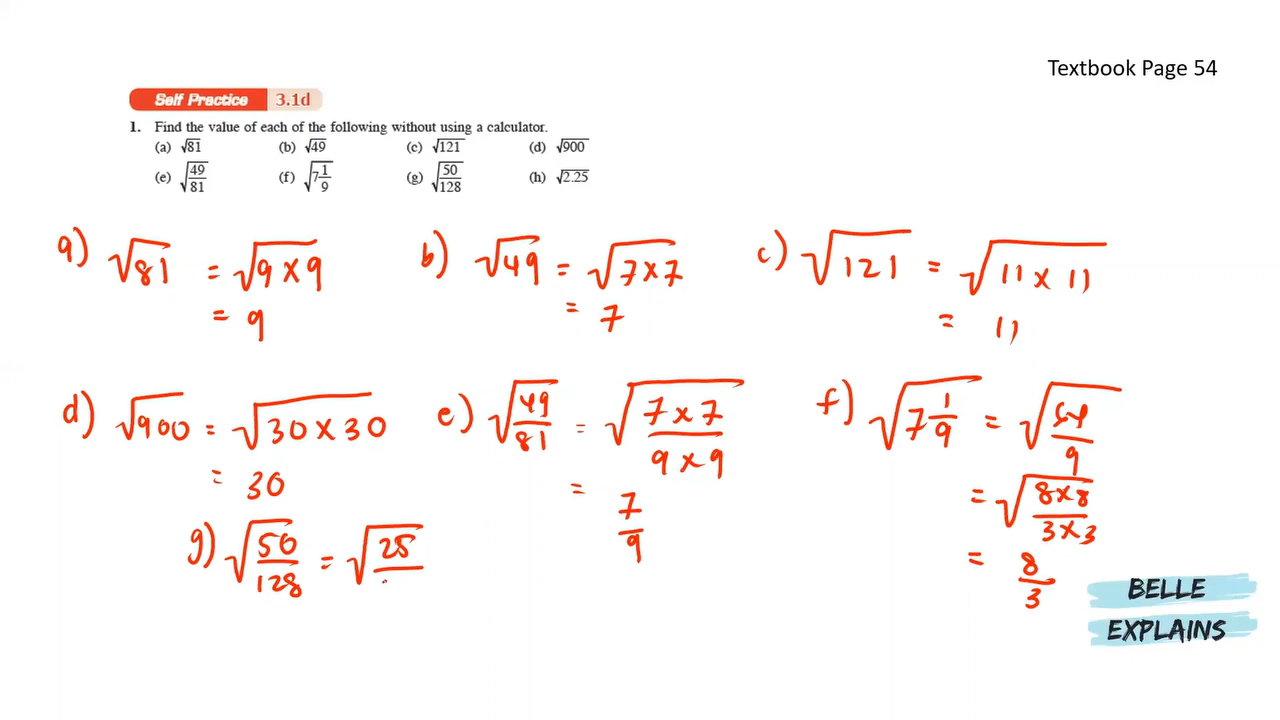 Textbook Page 54
Self Practice 3.1d
1. Find the value of each of the following without using a calculator.
(a) √81 (b) √49 (c) √121 (d) √900
(e) √(49/81) (f) √(7 1/9) (g) √(50/128) (h) √2.25
a) √81 = √(9 × 9)
= 9
b) √49 = √(7×7)
= 7
c) √121 = √(11 × 11)
= 11
d) √900 = √(30 × 30)
= 30
e) √(49/81) = √((7 × 7)/(9 × 9))
= 7/9
f) √(7 1/9) = √(64/9)
= √((8×8)/(3×3))
= 8/3
g) √(50/128) = √(25/
BELLE
EXPLAINS